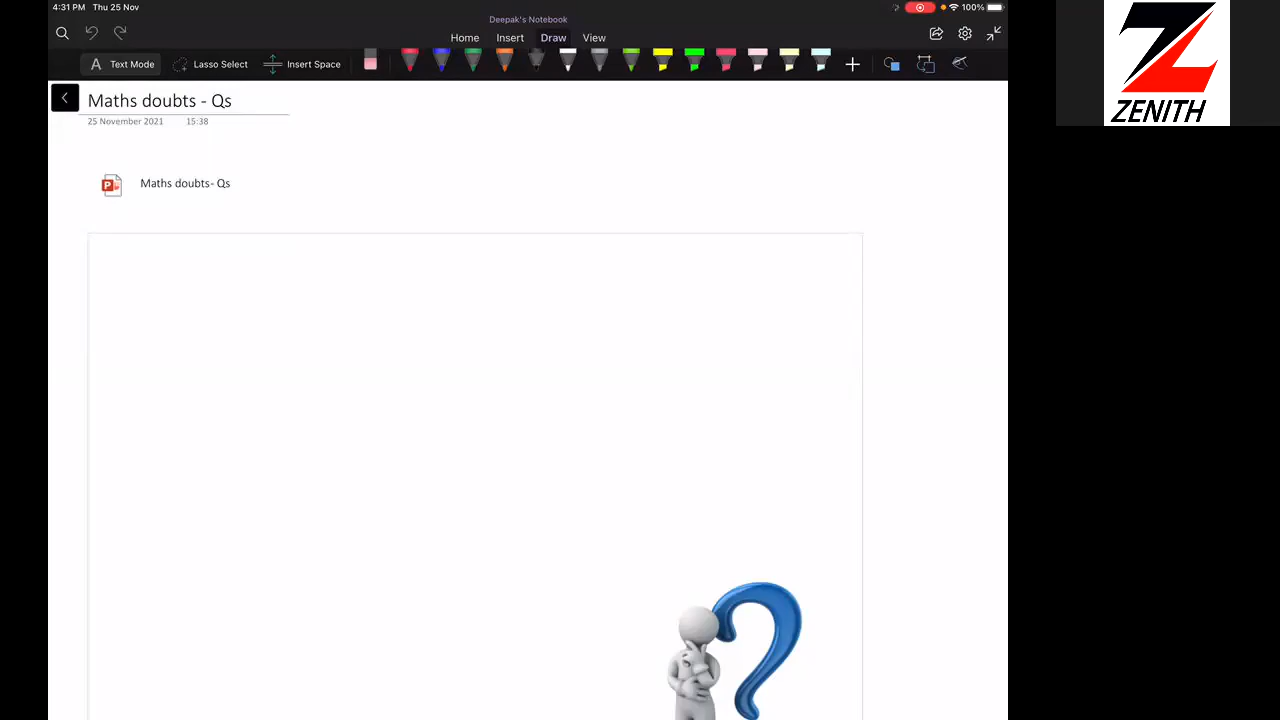 4:31 PM Thu 25 Nov
100%
Deepak's Notebook
Home Insert Draw View
A Text Mode Lasso Select Insert Space
Maths doubts - Qs
25 November 2021 15:38
P Maths doubts- Qs
Z
ZENITH
?